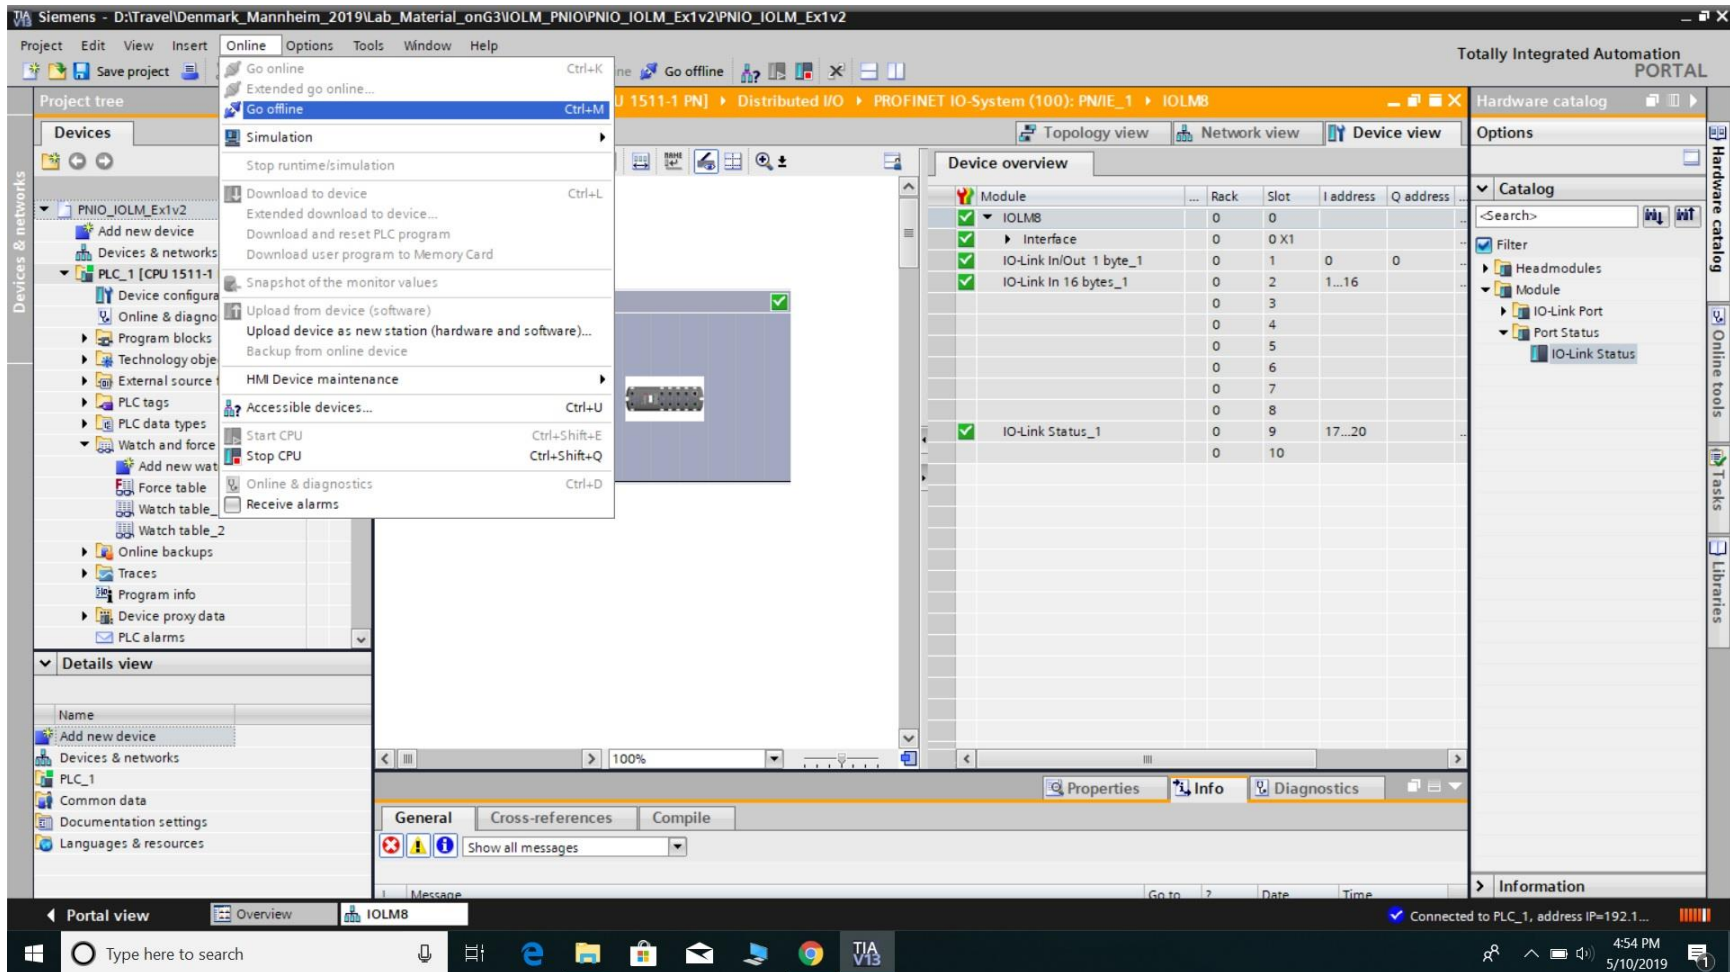 Siemens - D:\Travel\Denmark_Mannheim_2019\Lab_Material_onG3\IOLM_PNIO\PNIO_IOLM_Ex1v2\PNIO_IOLM_Ex1v2
Project Edit View Insert Online Options Tools Window Help
Totally Integrated Automation
PORTAL
Save project
Go offline
Go online Ctrl+K
Extended go online...
Go offline Ctrl+M
Simulation
Stop runtime/simulation
Download to device Ctrl+L
Extended download to device...
Download and reset PLC program
Download user program to Memory Card
Snapshot of the monitor values
Upload from device (software)
Upload device as new station (hardware and software)...
Backup from online device
HMI Device maintenance
Accessible devices... Ctrl+U
Start CPU Ctrl+Shift+E
Stop CPU Ctrl+Shift+Q
Online & diagnostics Ctrl+D
Receive alarms
Project tree
Devices
Devices & networks
PNIO_IOLM_Ex1v2
Add new device
Devices & networks
PLC_1 [CPU 1511-1
Device configura
Online & diagno
Program blocks
Technology obje
External source f
PLC tags
PLC data types
Watch and force
Add new wat
Force table
Watch table_
Watch table_2
Online backups
Traces
Program info
Device proxy data
PLC alarms
Details view
Name
Add new device
Devices & networks
PLC_1
Common data
Documentation settings
Languages & resources
U 1511-1 PN] Distributed I/O PROFINET IO-System (100): PN/IE_1 IOLM8
Topology view Network view Device view
Device overview
Module ... Rack Slot I address Q address ...
IOLM8 0 0
Interface 0 0 X1
IO-Link In/Out 1 byte_1 0 1 0 0
IO-Link In 16 bytes_1 0 2 1...16
0 3
0 4
0 5
0 6
0 7
0 8
IO-Link Status_1 0 9 17...20
0 10
100%
Properties Info Diagnostics
General Cross-references Compile
Show all messages
! Message Go to ? Date Time
Hardware catalog
Options
Catalog
<Search>
Filter
Headmodules
Module
IO-Link Port
Port Status
IO-Link Status
Information
Hardware catalog
Online tools
Tasks
Libraries
Portal view Overview IOLM8
Connected to PLC_1, address IP=192.1...
Type here to search
TIA
V13
4:54 PM
5/10/2019
1